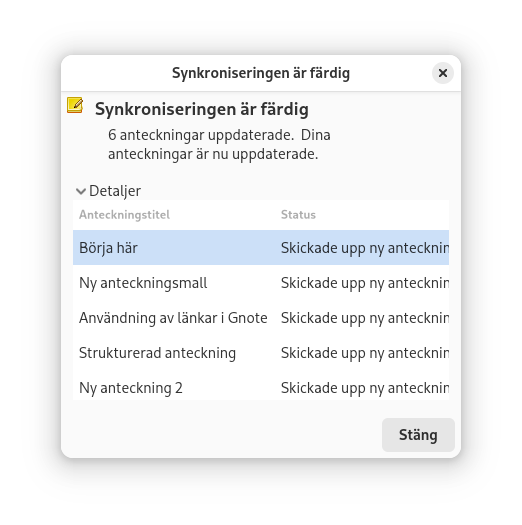 Synkroniseringen är färdig
Synkroniseringen är färdig
6 anteckningar uppdaterade. Dina
anteckningar är nu uppdaterade.
Detaljer
Anteckningstitel Status
Börja här Skickade upp ny antecknin
Ny anteckningsmall Skickade upp ny antecknin
Användning av länkar i Gnote Skickade upp ny antecknin
Strukturerad anteckning Skickade upp ny antecknin
Ny anteckning 2 Skickade upp ny antecknin
Stäng